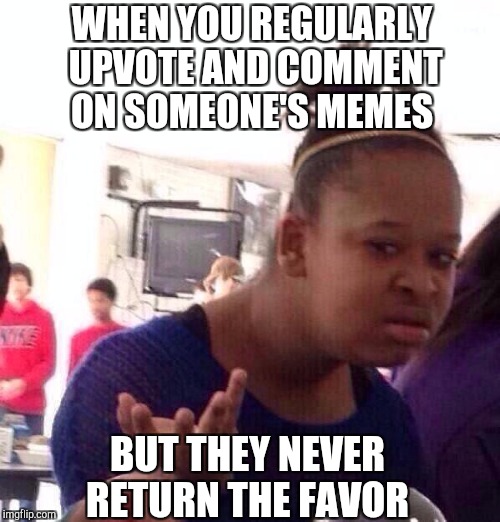 WHEN YOU REGULARLY
UPVOTE AND COMMENT
ON SOMEONE'S MEMES
BUT THEY NEVER
RETURN THE FAVOR
imgflip.com